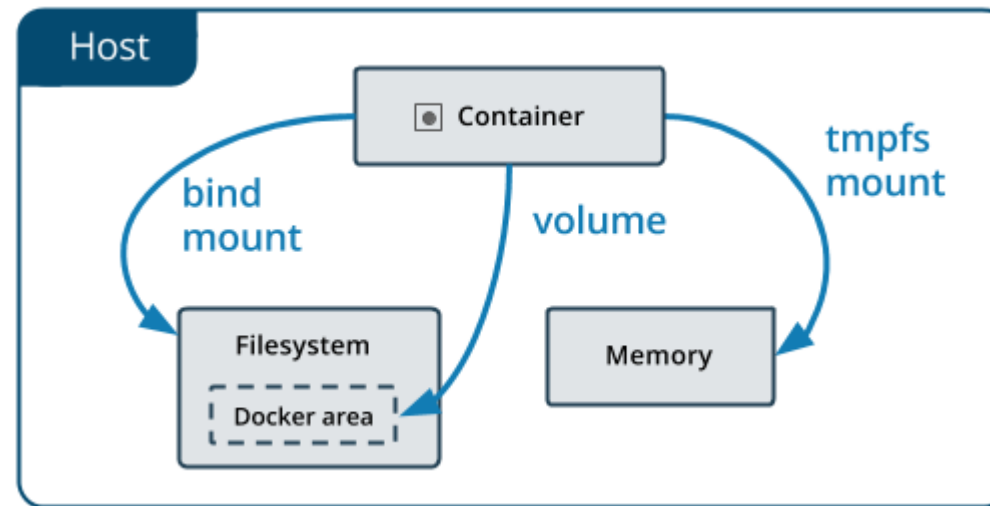 Host
Container
bind
mount
volume
tmpfs
mount
Filesystem
Docker area
Memory